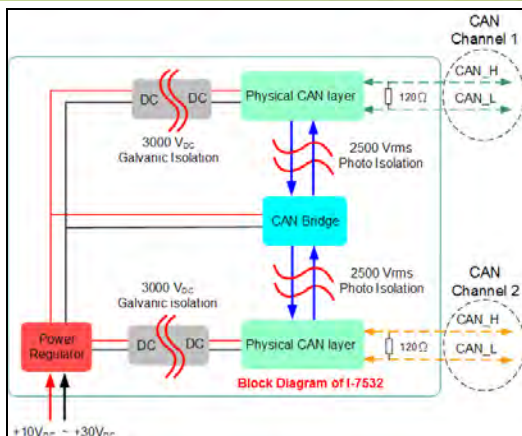 CAN
Channel 1
CAN_H
DC
DC
Physical CAN layer
120Ω
CAN_L
3000 VDC
Galvanic Isolation
2500 Vrms
Photo Isolation
CAN Bridge
2500 Vrms
Photo Isolation
CAN
Channel 2
3000 VDC
Galvanic isolation
CAN_H
Power
Regulator
DC
DC
Physical CAN layer
120Ω
CAN_L
Block Diagram of I-7532
+10VDC ~ +30VDC